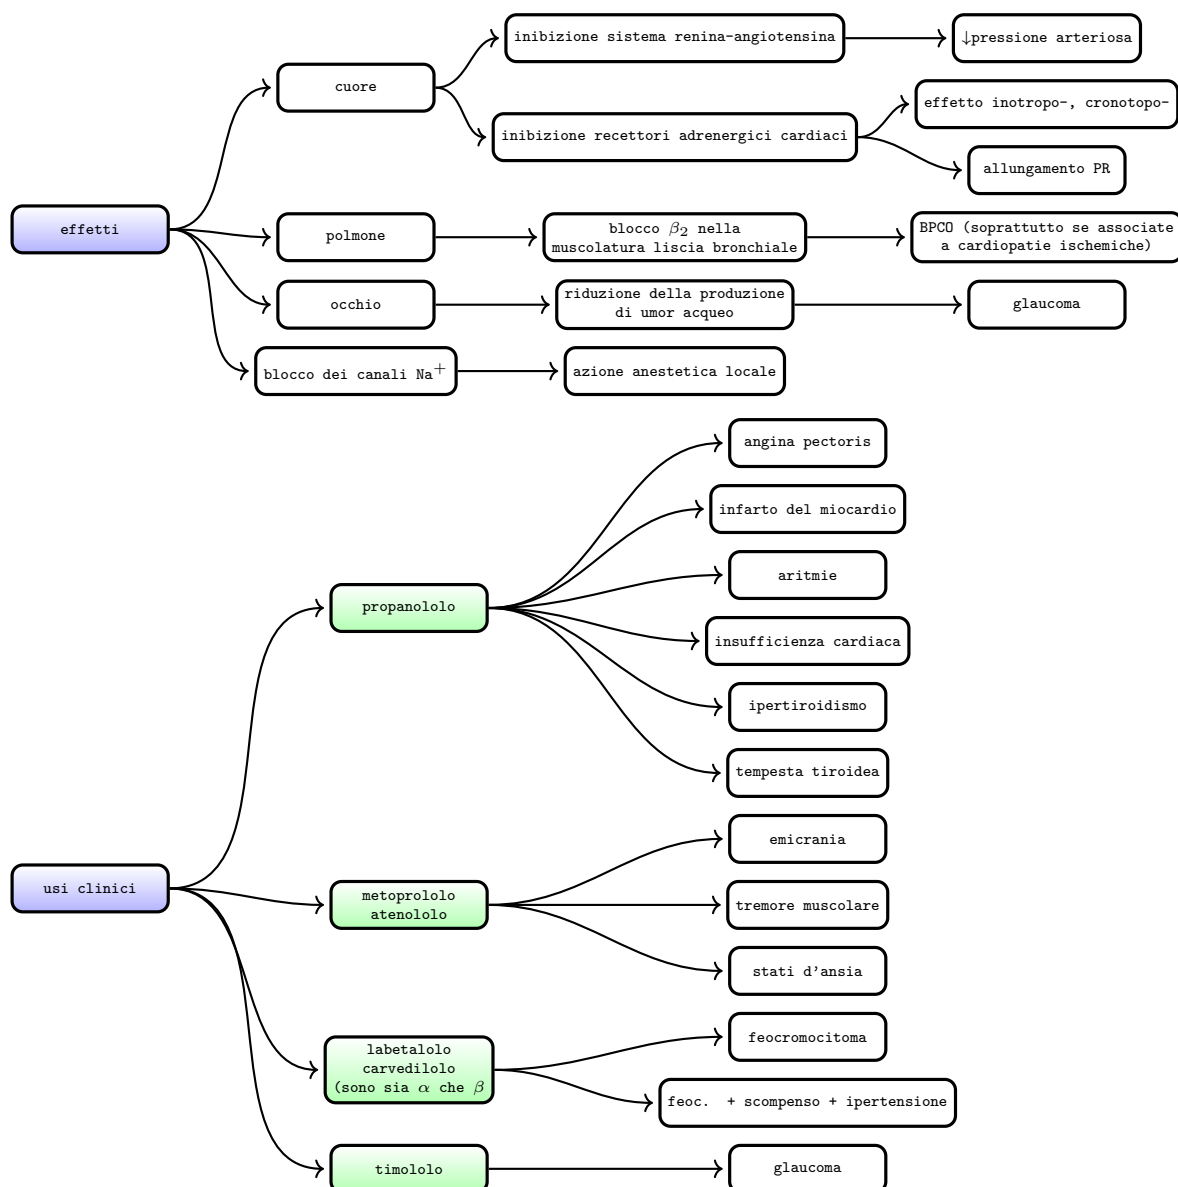 effetti
cuore
inibizione sistema renina-angiotensina
↓pressione arteriosa
inibizione recettori adrenergici cardiaci
effetto inotropo-, cronotopo-
allungamento PR
polmone
blocco β₂ nella
muscolatura liscia bronchiale
BPCO (soprattutto se associate
a cardiopatie ischemiche)
occhio
riduzione della produzione
di umor acqueo
glaucoma
blocco dei canali Na⁺
azione anestetica locale
usi clinici
propanololo
angina pectoris
infarto del miocardio
aritmie
insufficienza cardiaca
ipertiroidismo
tempesta tiroidea
metoprololo
atenololo
emicrania
tremore muscolare
stati d'ansia
labetalolo
carvedilolo
(sono sia α che β
feocromocitoma
feoc. + scompenso + ipertensione
timololo
glaucoma